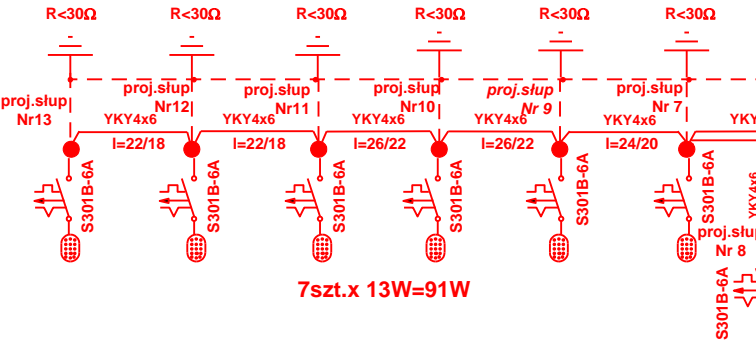 R<30Ω R<30Ω R<30Ω R<30Ω R<30Ω R<30Ω
proj.słup Nr13
proj.słup Nr12
proj.słup Nr11
proj.słup Nr10
proj.słup Nr 9
proj.słup Nr 7
YKY4x6 YKY4x6 YKY4x6 YKY4x6 YKY4x6 YKY
l=22/18 l=22/18 l=26/22 l=26/22 l=24/20
S301B-6A S301B-6A S301B-6A S301B-6A S301B-6A S301B-6A
YKY4x6
proj.słup
Nr 8
S301B-6A
7szt.x 13W=91W